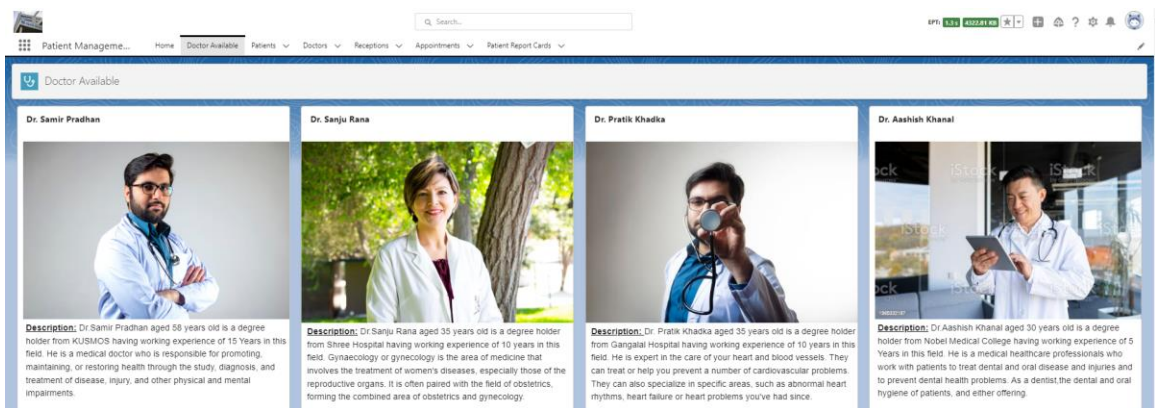 Search...
EPT: 1.3 s 4322.81 KB
Patient Manageme... Home Doctor Available Patients Doctors Receptions Appointments Patient Report Cards
Doctor Available
Dr. Samir Pradhan
Description: Dr.Samir Pradhan aged 58 years old is a degree
holder from KUSMOS having working experience of 15 Years in this
field. He is a medical doctor who is responsible for promoting,
maintaining, or restoring health through the study, diagnosis, and
treatment of disease, injury, and other physical and mental
impairments.
Dr. Sanju Rana
Description: Dr.Sanju Rana aged 35 years old is a degree holder
from Shree Hospital having working experience of 10 years in this
field. Gynaecology or gynecology is the area of medicine that
involves the treatment of women's diseases, especially those of the
reproductive organs. It is often paired with the field of obstetrics,
forming the combined area of obstetrics and gynecology.
Dr. Pratik Khadka
Description: Dr. Pratik Khadka aged 35 years old is a degree holder
from Gangalal Hospital having working experience of 10 years in this
field. He is expert in the care of your heart and blood vessels. They
can treat or help you prevent a number of cardiovascular problems.
They can also specialize in specific areas, such as abnormal heart
rhythms, heart failure or heart problems you've had since.
Dr. Aashish Khanal
ock iStock iStock
iStock
ock iStock
Description: Dr.Aashish Khanal aged 30 years old is a degree
holder from Nobel Medical College having working experience of 5
Years in this field. He is a medical healthcare professionals who
work with patients to treat dental and oral disease and injuries and
to prevent dental health problems. As a dentist,the dental and oral
hygiene of patients, and either offering.